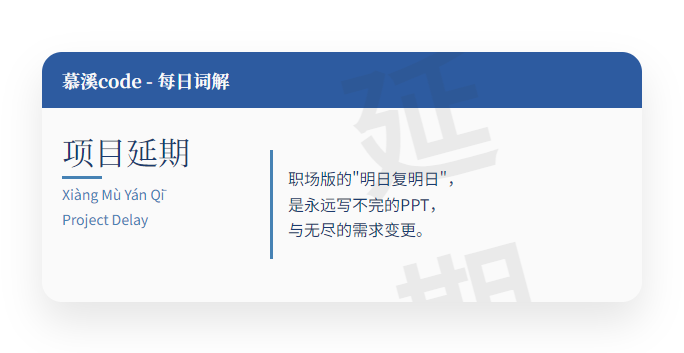 慕溪code - 每日词解
项目延期
Xiàng Mù Yán Qī
Project Delay
职场版的"明日复明日"，
是永远写不完的PPT，
与无尽的需求变更。
延
期